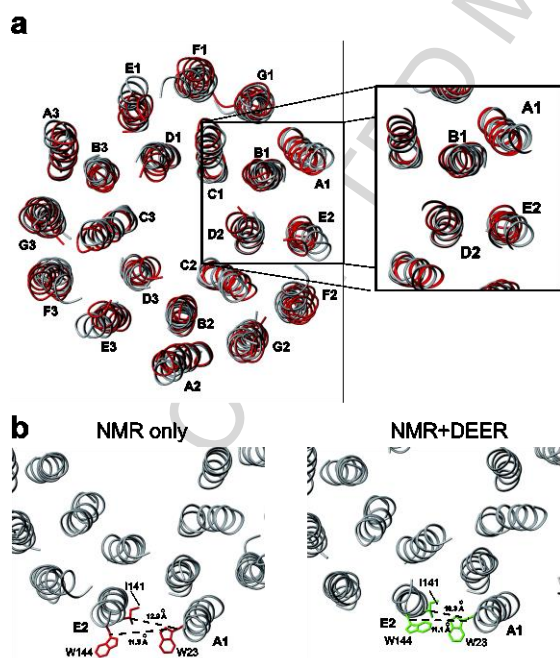 a
F1
E1
G1
A3
B3
D1
A1
B1
B1
A1
C1
C3
E2
D2
E2
G3
D2
C2
F3
D3
F2
E3
B2
G2
A2
b
NMR only
NMR+DEER
I141
I141
E2
A1
E2
A1
W144
W23
W144
W23